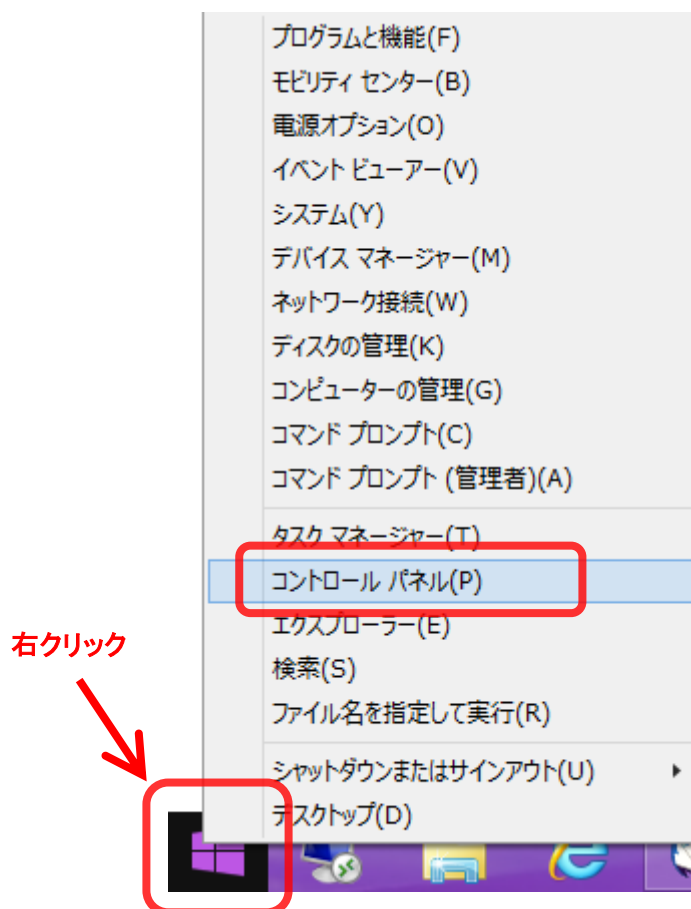 プログラムと機能(F)
モビリティ センター(B)
電源オプション(O)
イベント ビューアー(V)
システム(Y)
デバイス マネージャー(M)
ネットワーク接続(W)
ディスクの管理(K)
コンピューターの管理(G)
コマンド プロンプト(C)
コマンド プロンプト (管理者)(A)
タスク マネージャー(T)
コントロール パネル(P)
エクスプローラー(E)
右クリック
検索(S)
ファイル名を指定して実行(R)
シャットダウンまたはサインアウト(U)
デスクトップ(D)